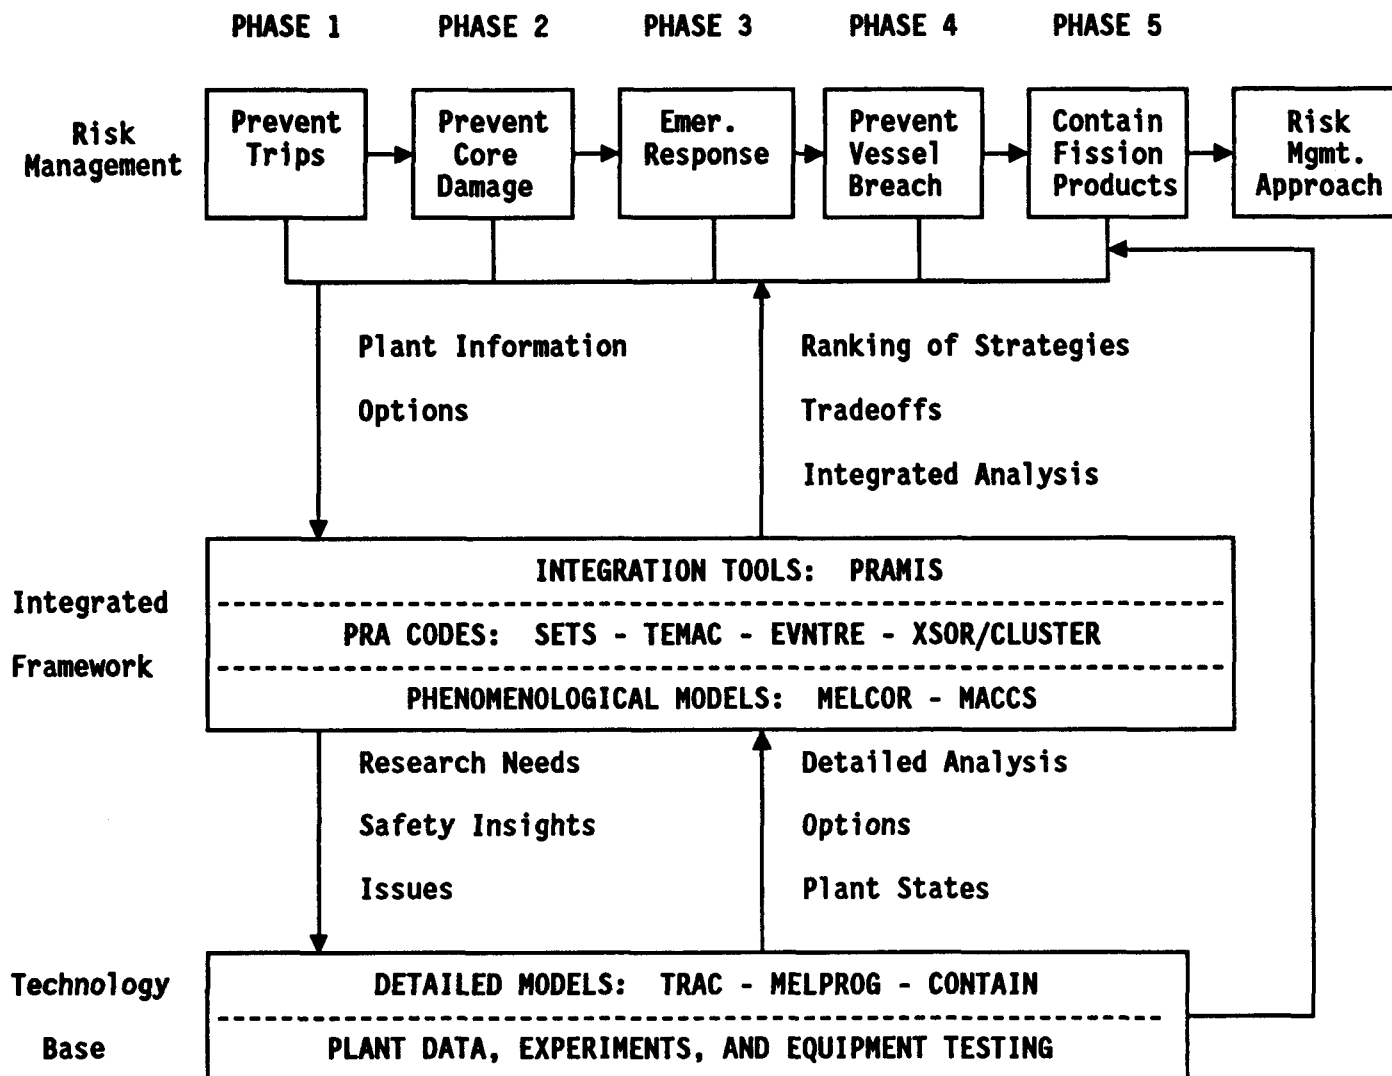 PHASE 1 PHASE 2 PHASE 3 PHASE 4 PHASE 5
Risk
Management
Prevent
Trips
Prevent
Core
Damage
Emer.
Response
Prevent
Vessel
Breach
Contain
Fission
Products
Risk
Mgmt.
Approach
Plant Information
Options
Ranking of Strategies
Tradeoffs
Integrated Analysis
Integrated
Framework
INTEGRATION TOOLS: PRAMIS
PRA CODES: SETS - TEMAC - EVNTRE - XSOR/CLUSTER
PHENOMENOLOGICAL MODELS: MELCOR - MACCS
Research Needs
Safety Insights
Issues
Detailed Analysis
Options
Plant States
Technology
Base
DETAILED MODELS: TRAC - MELPROG - CONTAIN
PLANT DATA, EXPERIMENTS, AND EQUIPMENT TESTING